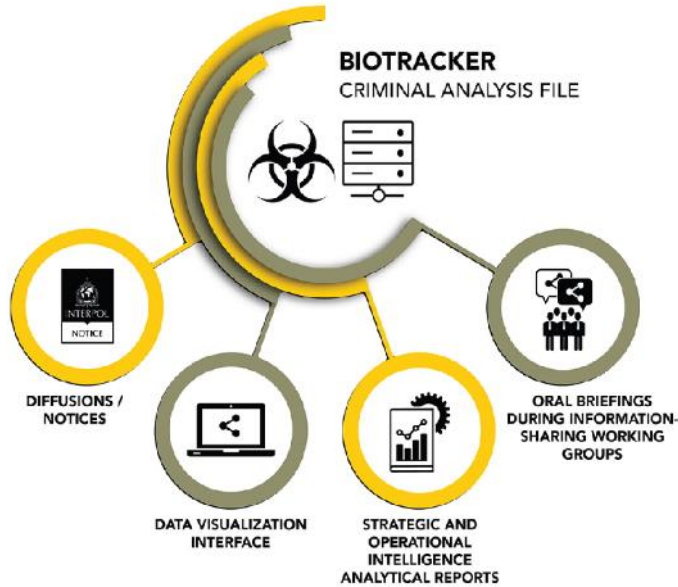 BIOTRACKER
CRIMINAL ANALYSIS FILE
INTERPOL
NOTICE
DIFFUSIONS /
NOTICES
DATA VISUALIZATION
INTERFACE
STRATEGIC AND
OPERATIONAL
INTELLIGENCE
ANALYTICAL REPORTS
ORAL BRIEFINGS
DURING INFORMATION-
SHARING WORKING
GROUPS